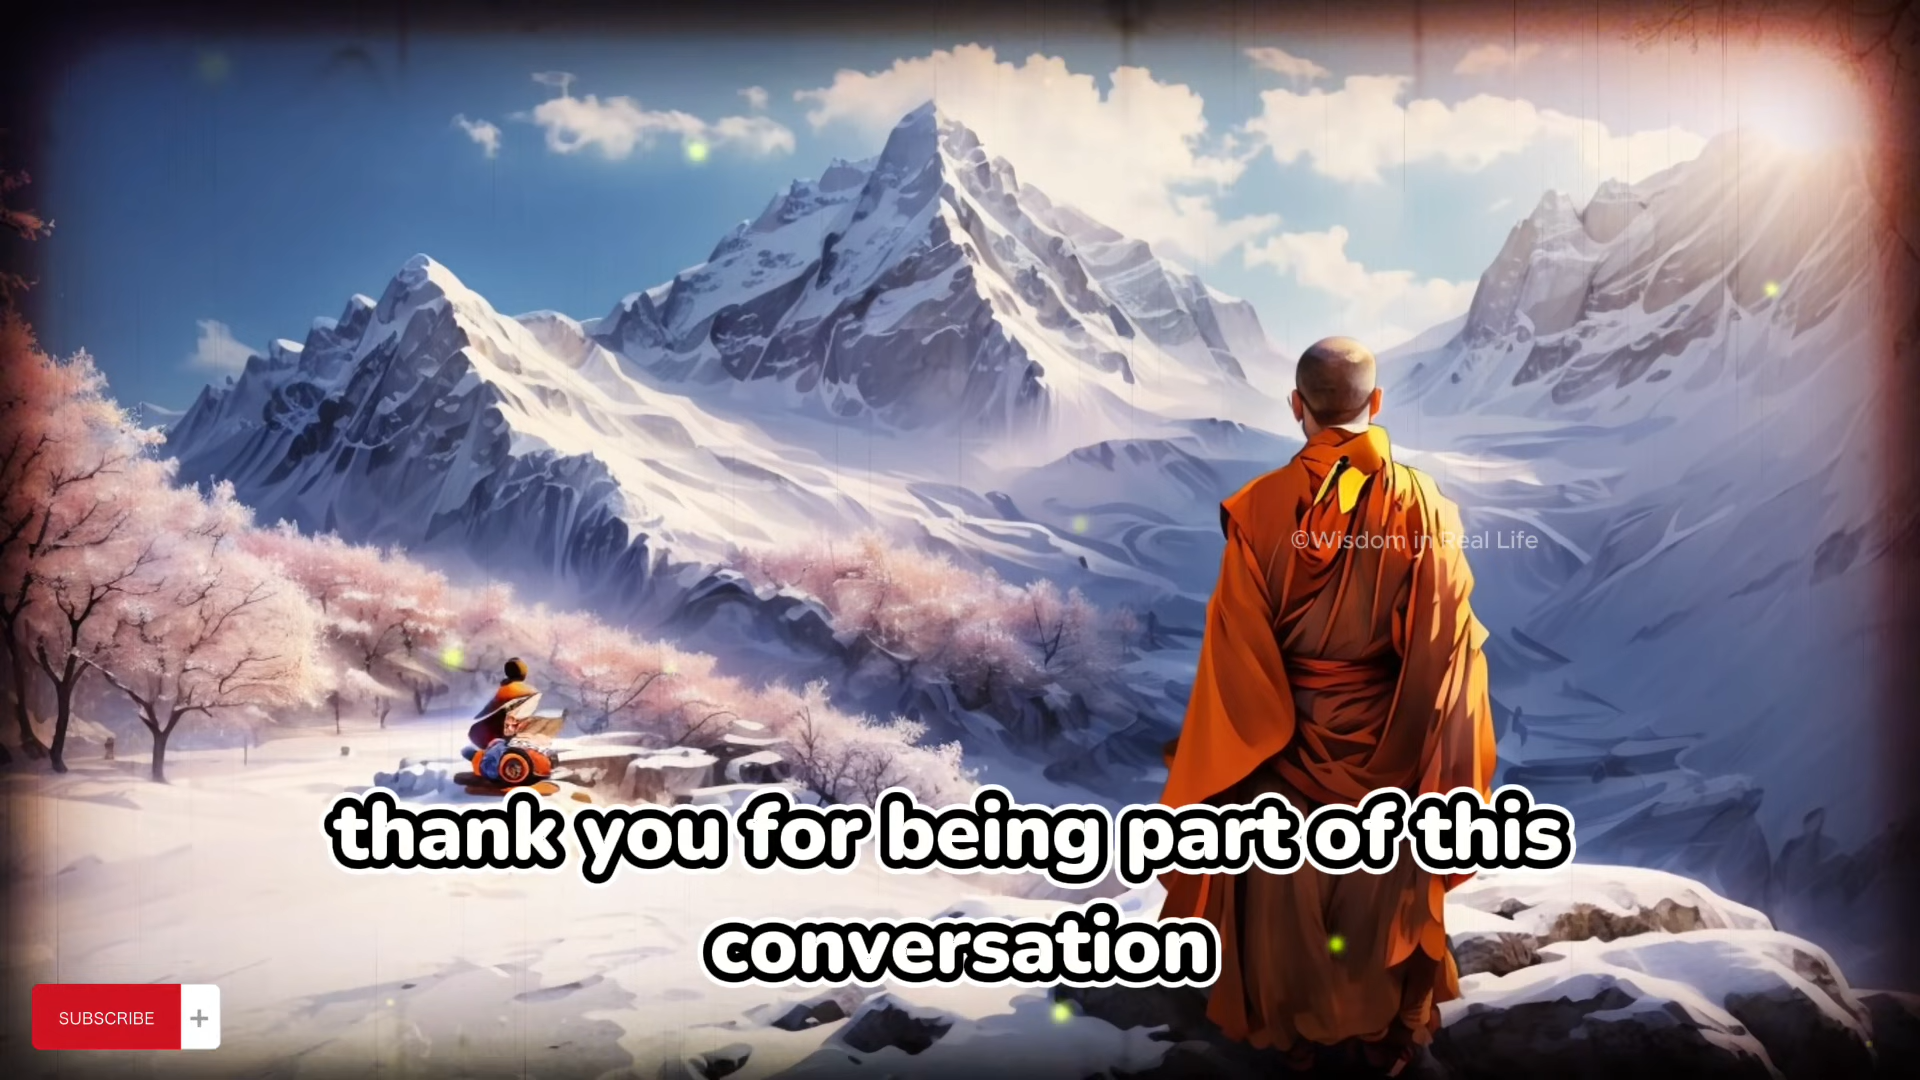 ©Wisdom in Real Life
thank you for being part of this
conversation
SUBSCRIBE +